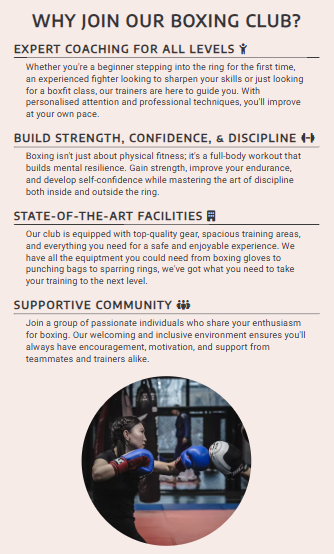 WHY JOIN OUR BOXING CLUB?
EXPERT COACHING FOR ALL LEVELS
Whether you're a beginner stepping into the ring for the first time,
an experienced fighter looking to sharpen your skills or just looking
for a boxfit class, our trainers are here to guide you. With
personalised attention and professional techniques, you'll improve
at your own pace.
BUILD STRENGTH, CONFIDENCE, & DISCIPLINE
Boxing isn't just about physical fitness; it's a full-body workout that
builds mental resilience. Gain strength, improve your endurance,
and develop self-confidence while mastering the art of discipline
both inside and outside the ring.
STATE-OF-THE-ART FACILITIES
Our club is equipped with top-quality gear, spacious training areas,
and everything you need for a safe and enjoyable experience. We
have all the equiptment you could need from boxing gloves to
punching bags to sparring rings, we've got what you need to take
your training to the next level.
SUPPORTIVE COMMUNITY
Join a group of passionate individuals who share your enthusiasm
for boxing. Our welcoming and inclusive environment ensures you'll
always have encouragement, motivation, and support from
teammates and trainers alike.